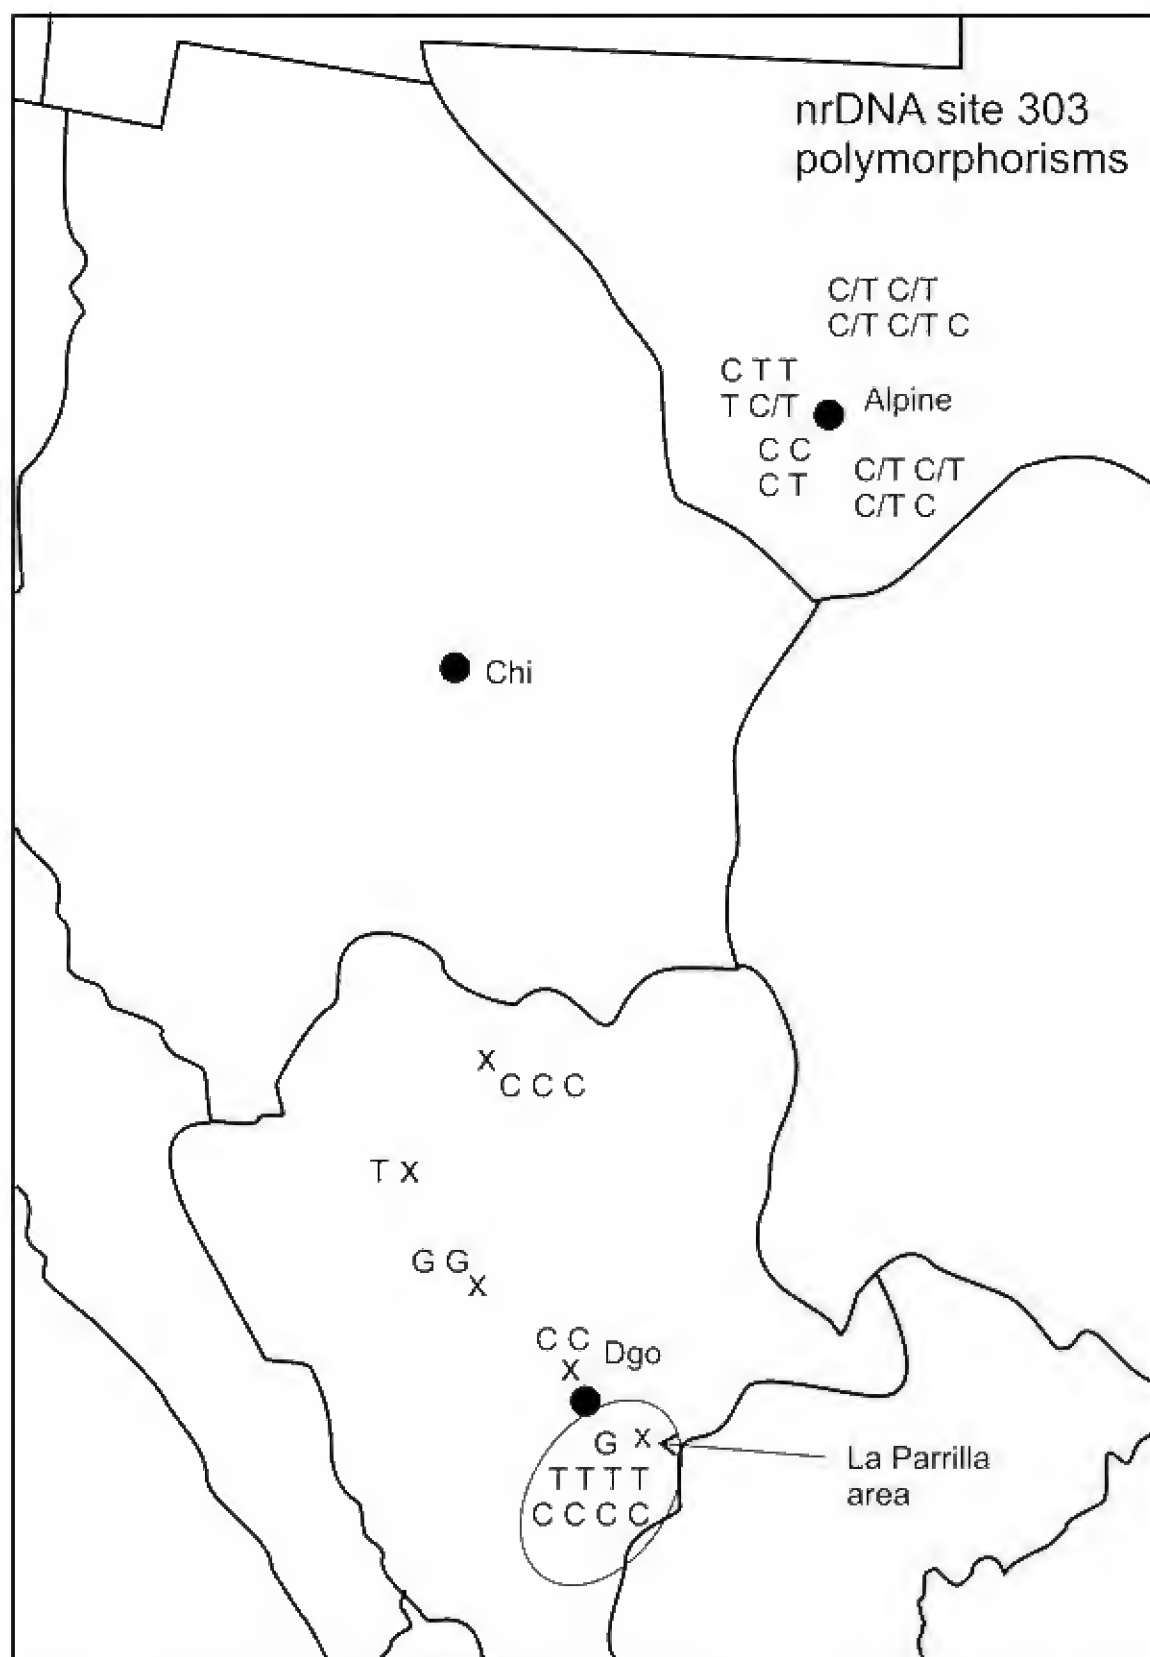 nrDNA site 303
polymorphorisms
C/T C/T
C/T C/T C
C T T
T C/T
Alpine
C C
C T
C/T C/T
C/T C
Chi
X
C C C
T X
G G
X
C C
X
Dgo
G X
T T T T
C C C C
La Parrilla
area